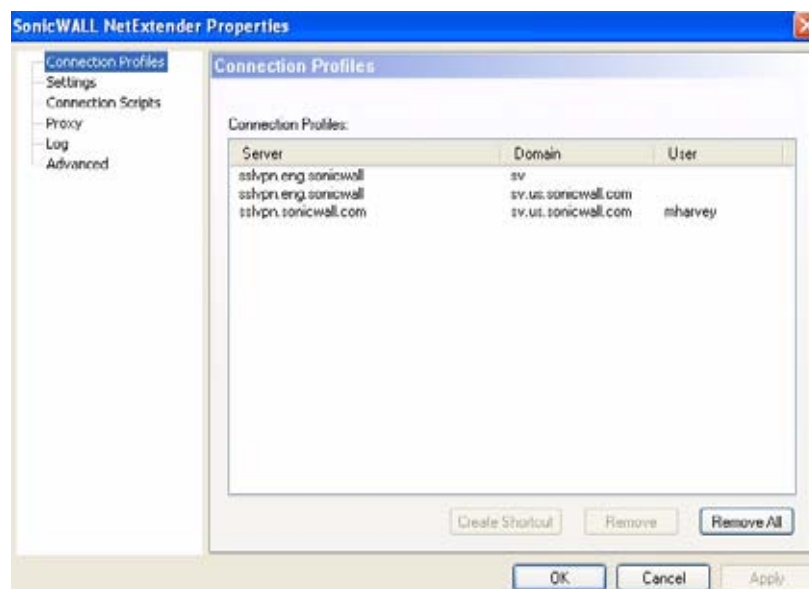 SonicWALL NetExtender Properties
Connection Profiles
Settings
Connection Scripts
Proxy
Log
Advanced
Connection Profiles
Connection Profiles:
Server Domain User
sslvpn.eng.sonicwall sv
sslvpn.eng.sonicwall sv.us.sonicwall.com
sslvpn.sonicwall.com sv.us.sonicwall.com mharvey
Create Shortcut Remove Remove All
OK Cancel Apply